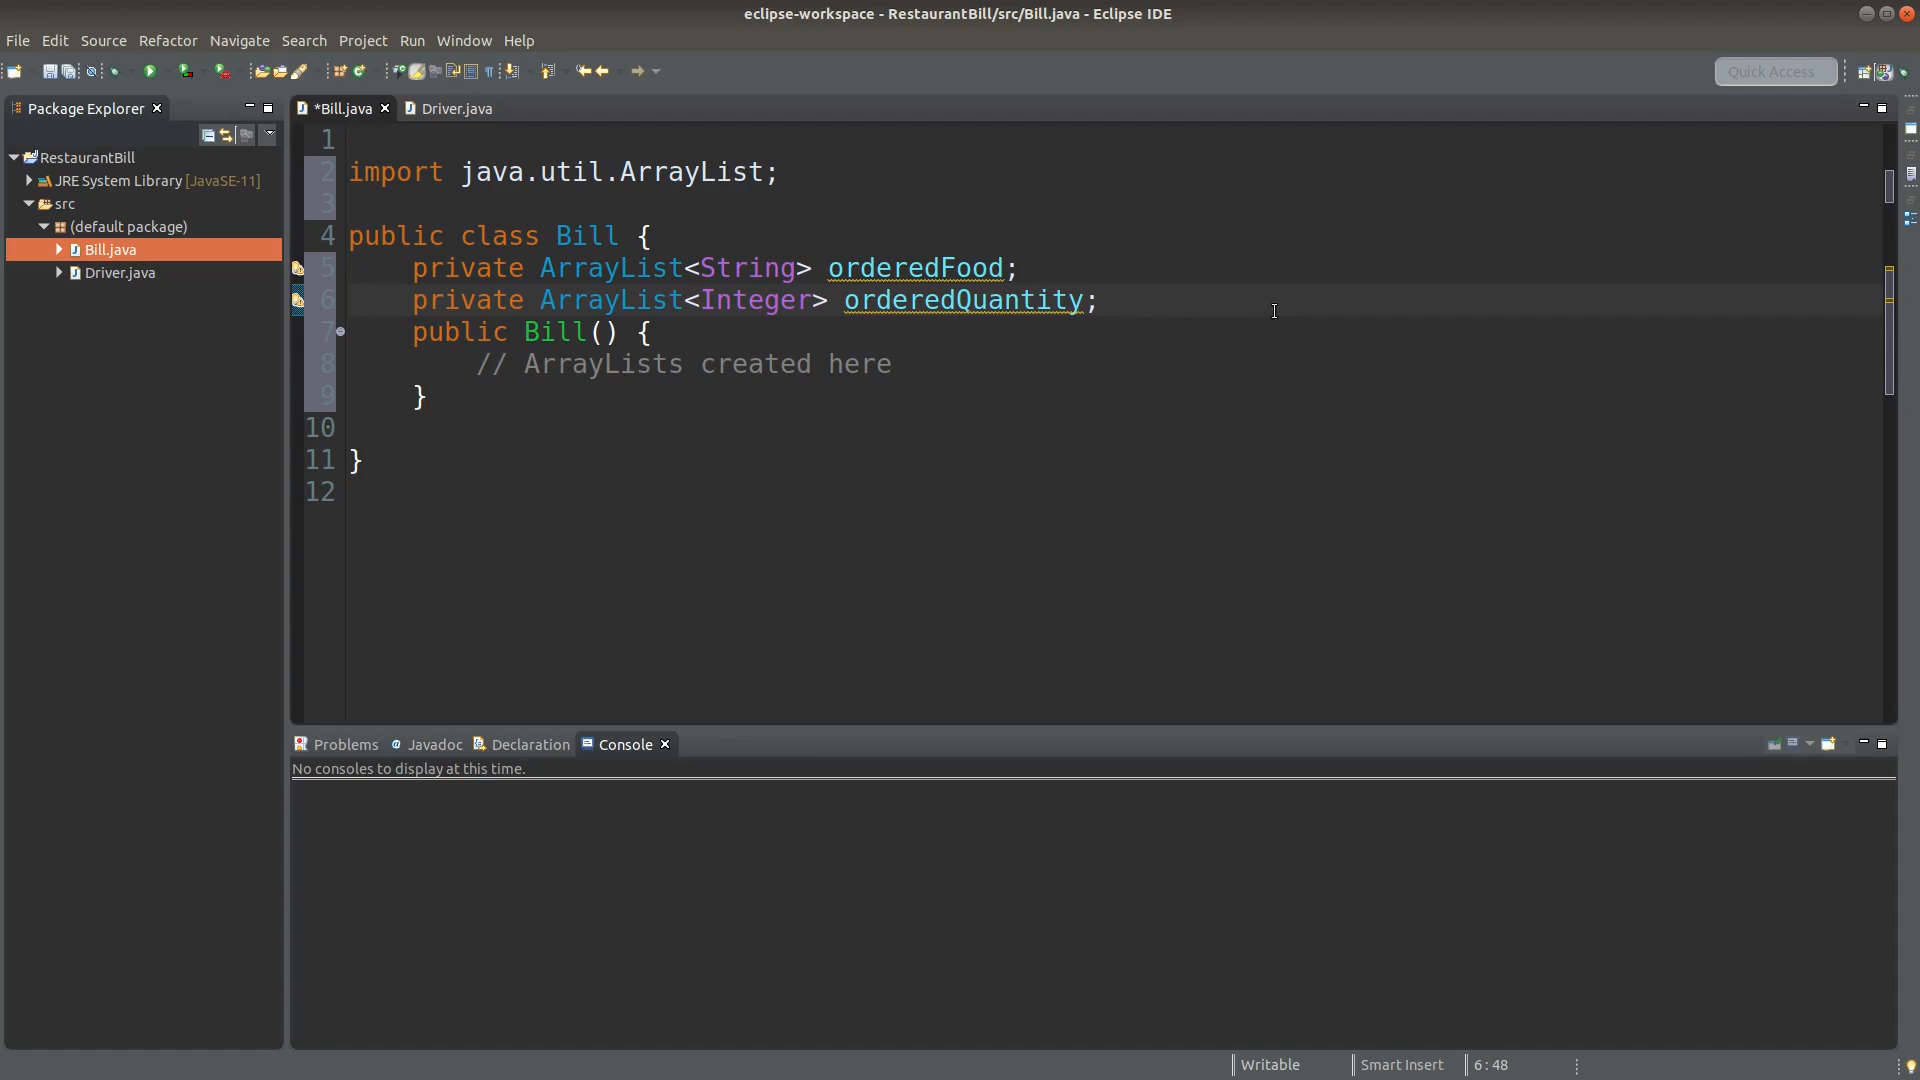 eclipse-workspace - RestaurantBill/src/Bill.java - Eclipse IDE
File Edit Source Refactor Navigate Search Project Run Window Help
Quick Access
Package Explorer
*Bill.java Driver.java
RestaurantBill
JRE System Library [JavaSE-11]
src
(default package)
Bill.java
Driver.java
1
2 import java.util.ArrayList;
3
4 public class Bill {
5 private ArrayList<String> orderedFood;
6 private ArrayList<Integer> orderedQuantity;
7 public Bill() {
8 // ArrayLists created here
9 }
10
11 }
12
Problems @ Javadoc Declaration Console
No consoles to display at this time.
Writable Smart Insert 6 : 48